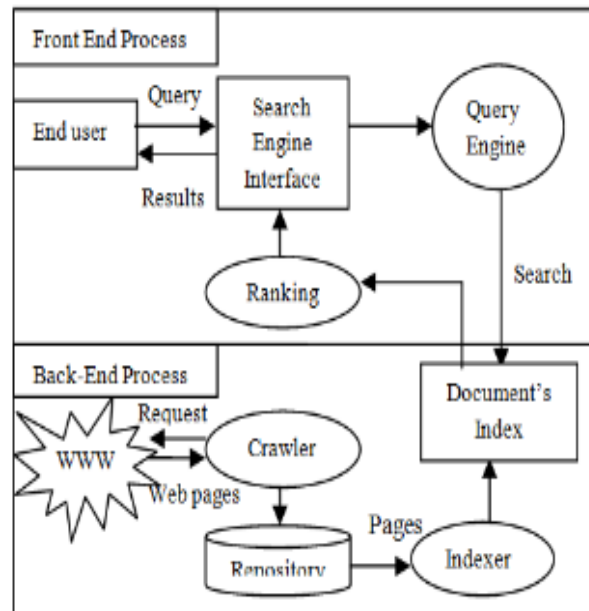 Front End Process
Query
End user
Search
Engine
Interface
Query
Engine
Results
Ranking
Search
Back-End Process
Request
WWW
Crawler
Web pages
Document's
Index
Pages
Repository
Indexer